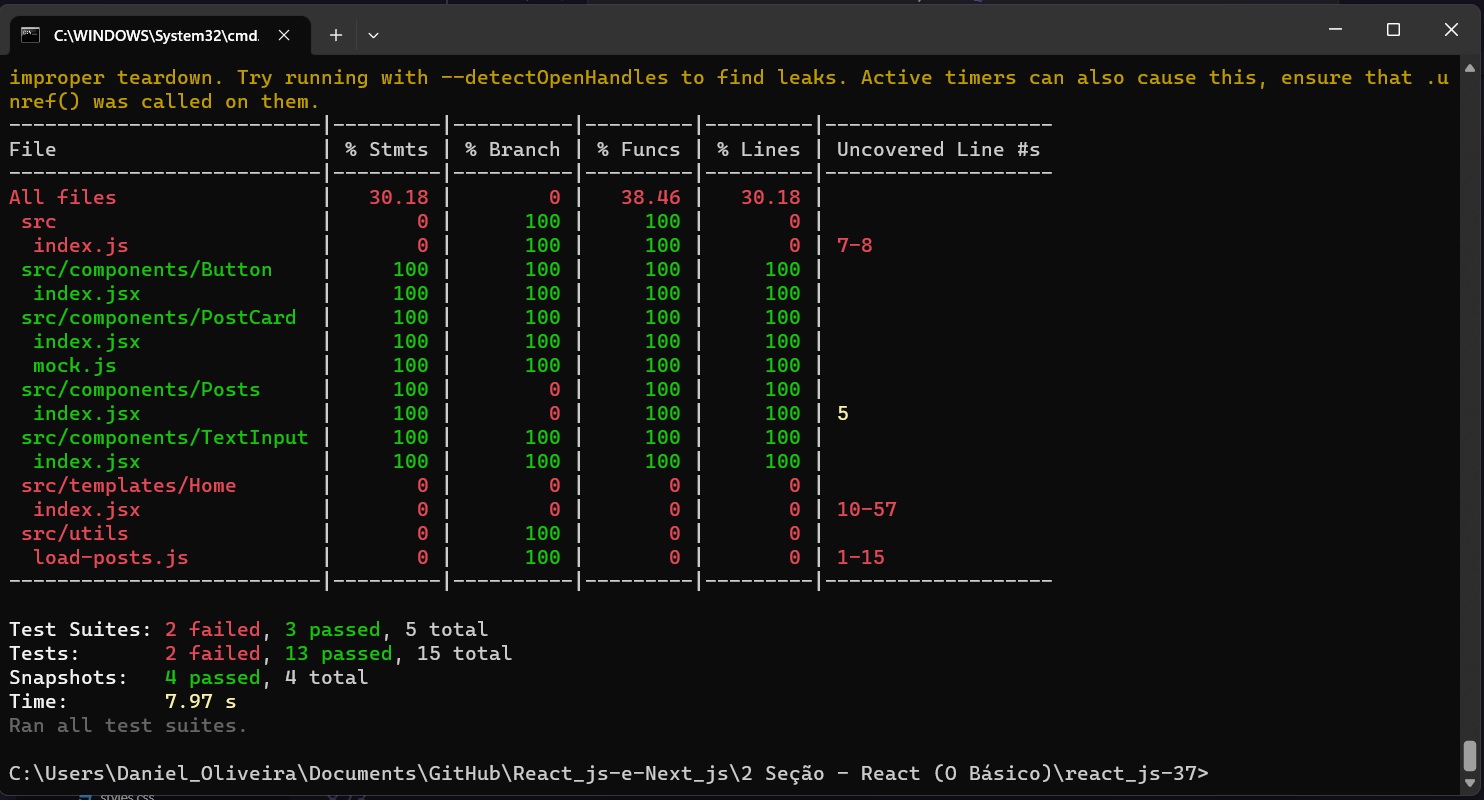 C:\WINDOWS\System32\cmd.
improper teardown. Try running with --detectOpenHandles to find leaks. Active timers can also cause this, ensure that .u
nref() was called on them.
--------------------------|---------|----------|---------|---------|-------------------
File                      | % Stmts | % Branch | % Funcs | % Lines | Uncovered Line #s
--------------------------|---------|----------|---------|---------|-------------------
All files                 |   30.18 |        0 |   38.46 |   30.18 |
 src                      |       0 |      100 |     100 |       0 |
  index.js                |       0 |      100 |     100 |       0 | 7-8
 src/components/Button    |     100 |      100 |     100 |     100 |
  index.jsx               |     100 |      100 |     100 |     100 |
 src/components/PostCard  |     100 |      100 |     100 |     100 |
  index.jsx               |     100 |      100 |     100 |     100 |
  mock.js                 |     100 |      100 |     100 |     100 |
 src/components/Posts     |     100 |        0 |     100 |     100 |
  index.jsx               |     100 |        0 |     100 |     100 | 5
 src/components/TextInput |     100 |      100 |     100 |     100 |
  index.jsx               |     100 |      100 |     100 |     100 |
 src/templates/Home       |       0 |        0 |       0 |       0 |
  index.jsx               |       0 |        0 |       0 |       0 | 10-57
 src/utils                |       0 |      100 |       0 |       0 |
  load-posts.js           |       0 |      100 |       0 |       0 | 1-15
--------------------------|---------|----------|---------|---------|-------------------
Test Suites: 2 failed, 3 passed, 5 total
Tests:       2 failed, 13 passed, 15 total
Snapshots:   4 passed, 4 total
Time:        7.97 s
Ran all test suites.
C:\Users\Daniel_Oliveira\Documents\GitHub\React_js-e-Next_js\2 Seção - React (O Básico)\react_js-37>
styles.css